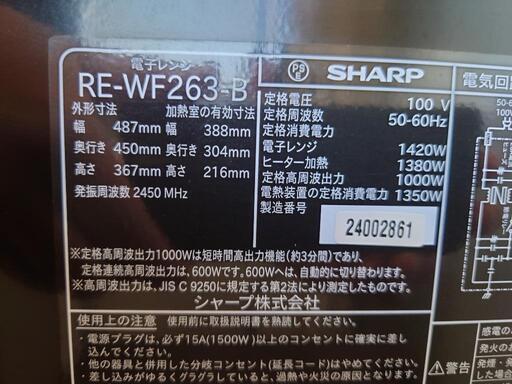 電子レンジ
RE-WF263-B
外形寸法 加熱室の有効寸法
幅 487mm 幅 388mm
奥行き 450mm 奥行き 304mm
高さ 367mm 高さ 216mm
発振周波数 2450 MHz
PS E SHARP
定格電圧 100 V
定格周波数 50-60Hz
定格消費電力
電子レンジ 1420W
ヒーター加熱 1380W
定格高周波出力 1000W
電熱装置の定格消費電力 1350W
製造番号
24002861
※定格高周波出力1000Wは短時間高出力機能(約3分間)であり、
定格連続高周波出力は、600Wです。600Wへは、自動的に切り替わります。
※高周波出力は、JIS C 9250に規定する第2法により測定したものです。
シャープ株式会社
使用上の注意 使用前に取扱説明書を熟読してください。
・電源プラグは、必ず15A(1500W)以上のコンセントに確実に差し
込んでください。
・他の器具と併用した分岐コンセント(延長コード)はやめてください。
・差し込みがゆるくグラグラしていると、過熱や火災の原因となります。
電気回路
50-6
100V
感電の
⚠警告